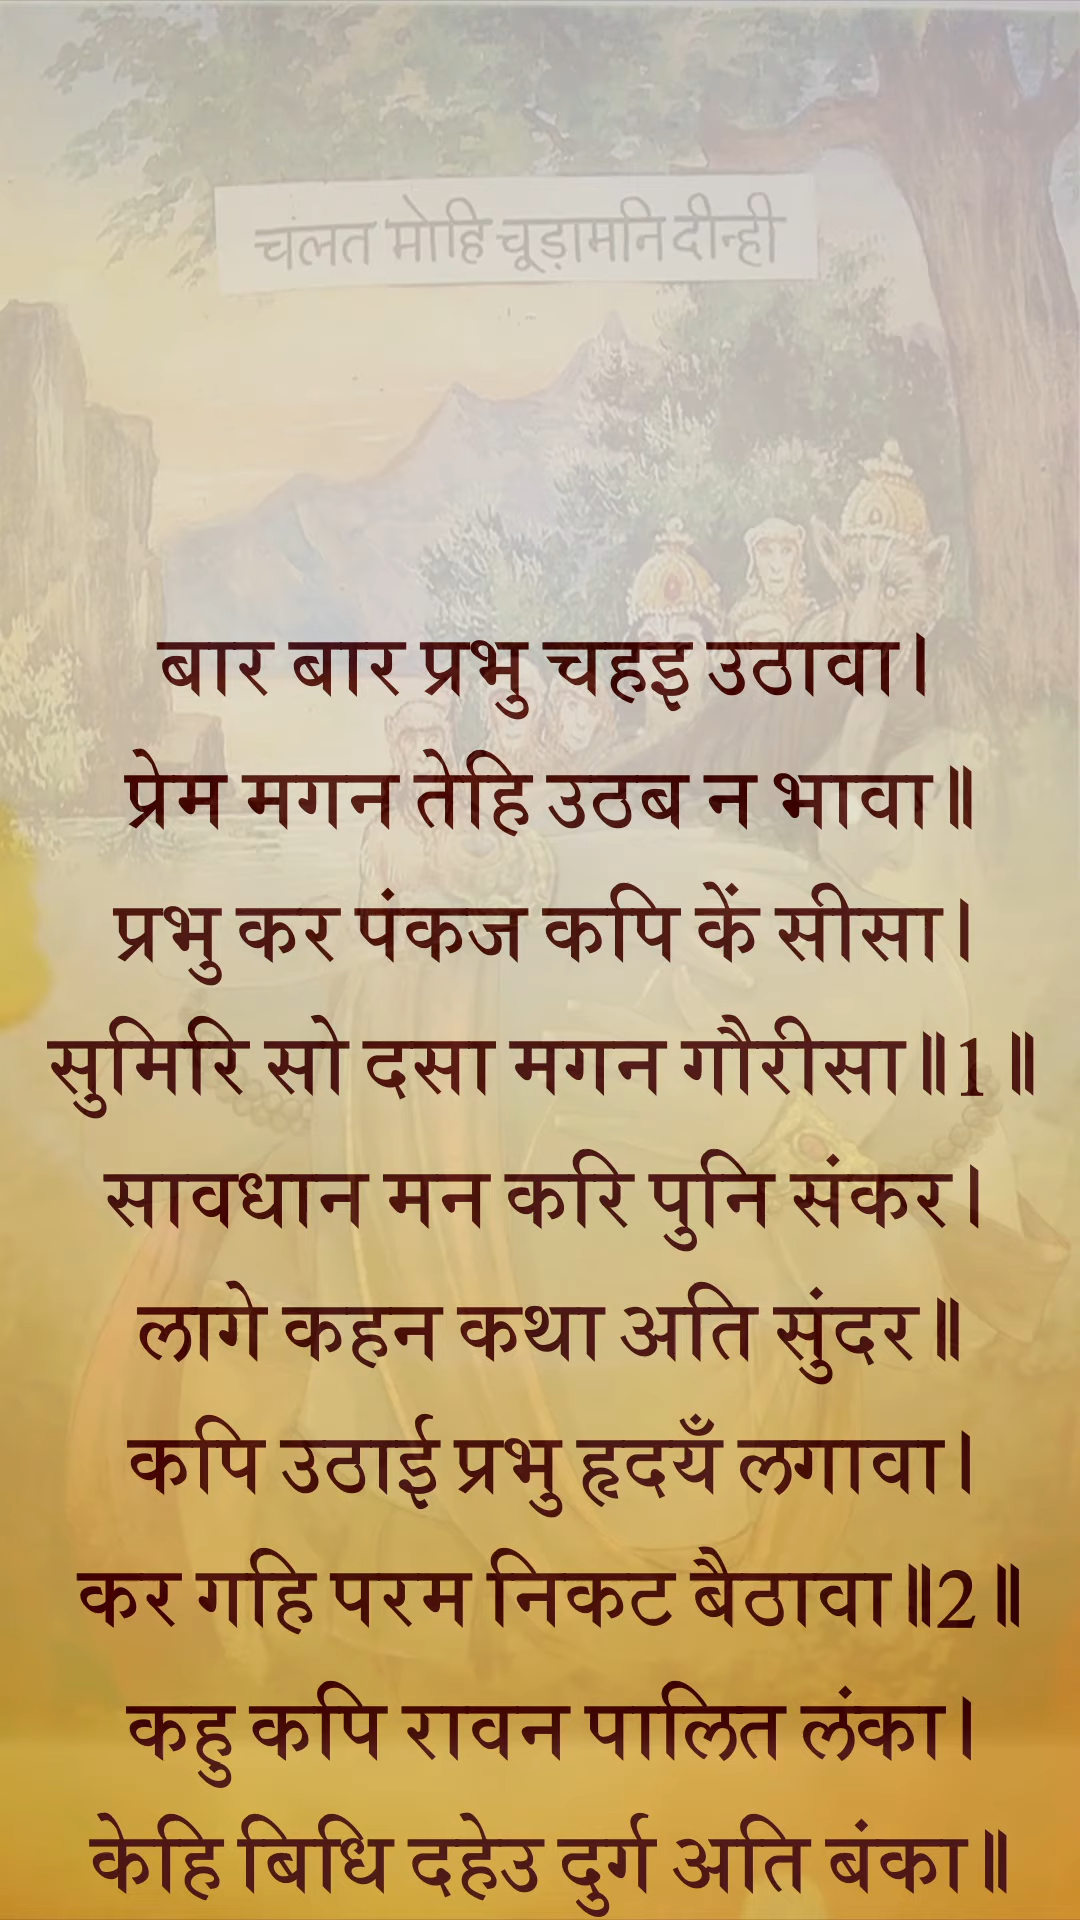 चलत मोहि चूड़ामनि दीन्ही
बार बार प्रभु चहइ उठावा।
प्रेम मगन तेहि उठब न भावा॥
प्रभु कर पंकज कपि कें सीसा।
सुमिरि सो दसा मगन गौरीसा॥1॥
सावधान मन करि पुनि संकर।
लागे कहन कथा अति सुंदर॥
कपि उठाई प्रभु हृदयँ लगावा।
कर गहि परम निकट बैठावा॥2॥
कहु कपि रावन पालित लंका।
केहि बिधि दहेउ दुर्ग अति बंका॥